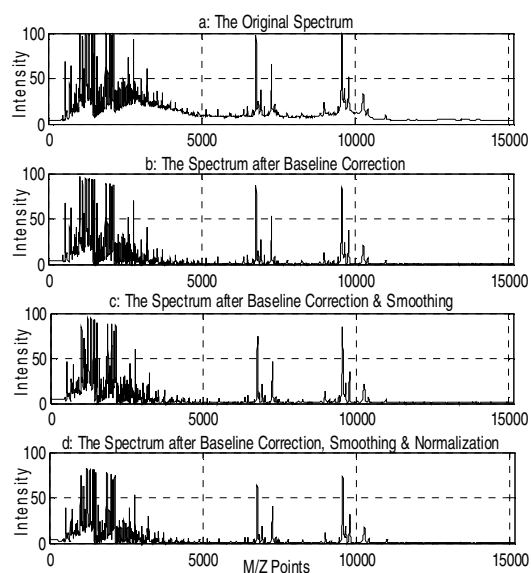 a: The Original Spectrum
100
50
0
Intensity
0 5000 10000 15000
b: The Spectrum after Baseline Correction
100
50
0
Intensity
0 5000 10000 15000
c: The Spectrum after Baseline Correction & Smoothing
100
50
0
Intensity
0 5000 10000 15000
d: The Spectrum after Baseline Correction, Smoothing & Normalization
100
50
0
Intensity
0 5000 10000 15000
M/Z Points